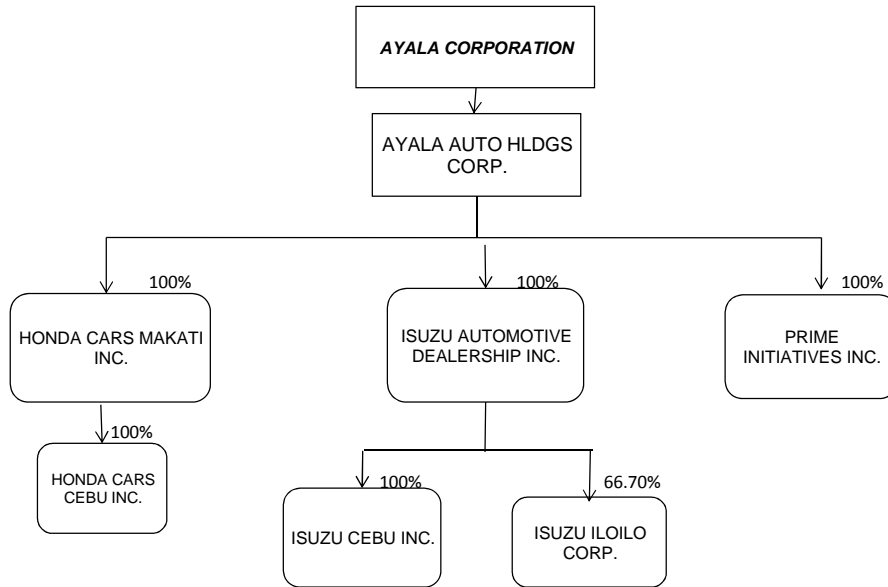 AYALA CORPORATION
AYALA AUTO HLDGS
CORP.
100%
100%
100%
HONDA CARS MAKATI
INC.
ISUZU AUTOMOTIVE
DEALERSHIP INC.
PRIME
INITIATIVES INC.
100%
HONDA CARS
CEBU INC.
100%
66.70%
ISUZU CEBU INC.
ISUZU ILOILO
CORP.